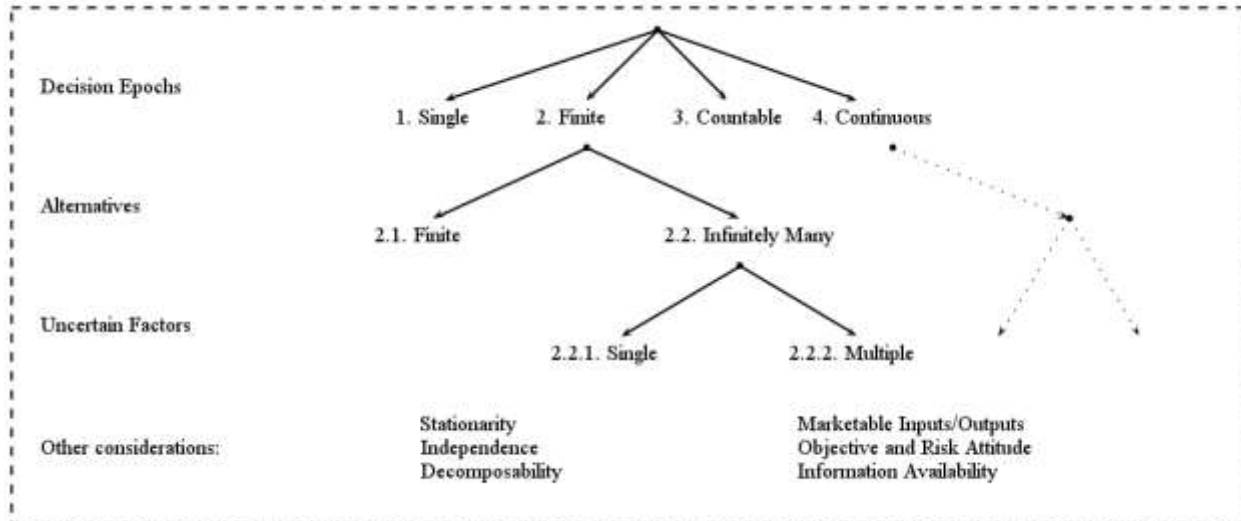 Decision Epochs
1. Single
2. Finite
3. Countable
4. Continuous
Alternatives
2.1. Finite
2.2. Infinitely Many
Uncertain Factors
2.2.1. Single
2.2.2. Multiple
Other considerations:
Stationarity
Independence
Decomposability
Marketable Inputs/Outputs
Objective and Risk Attitude
Information Availability